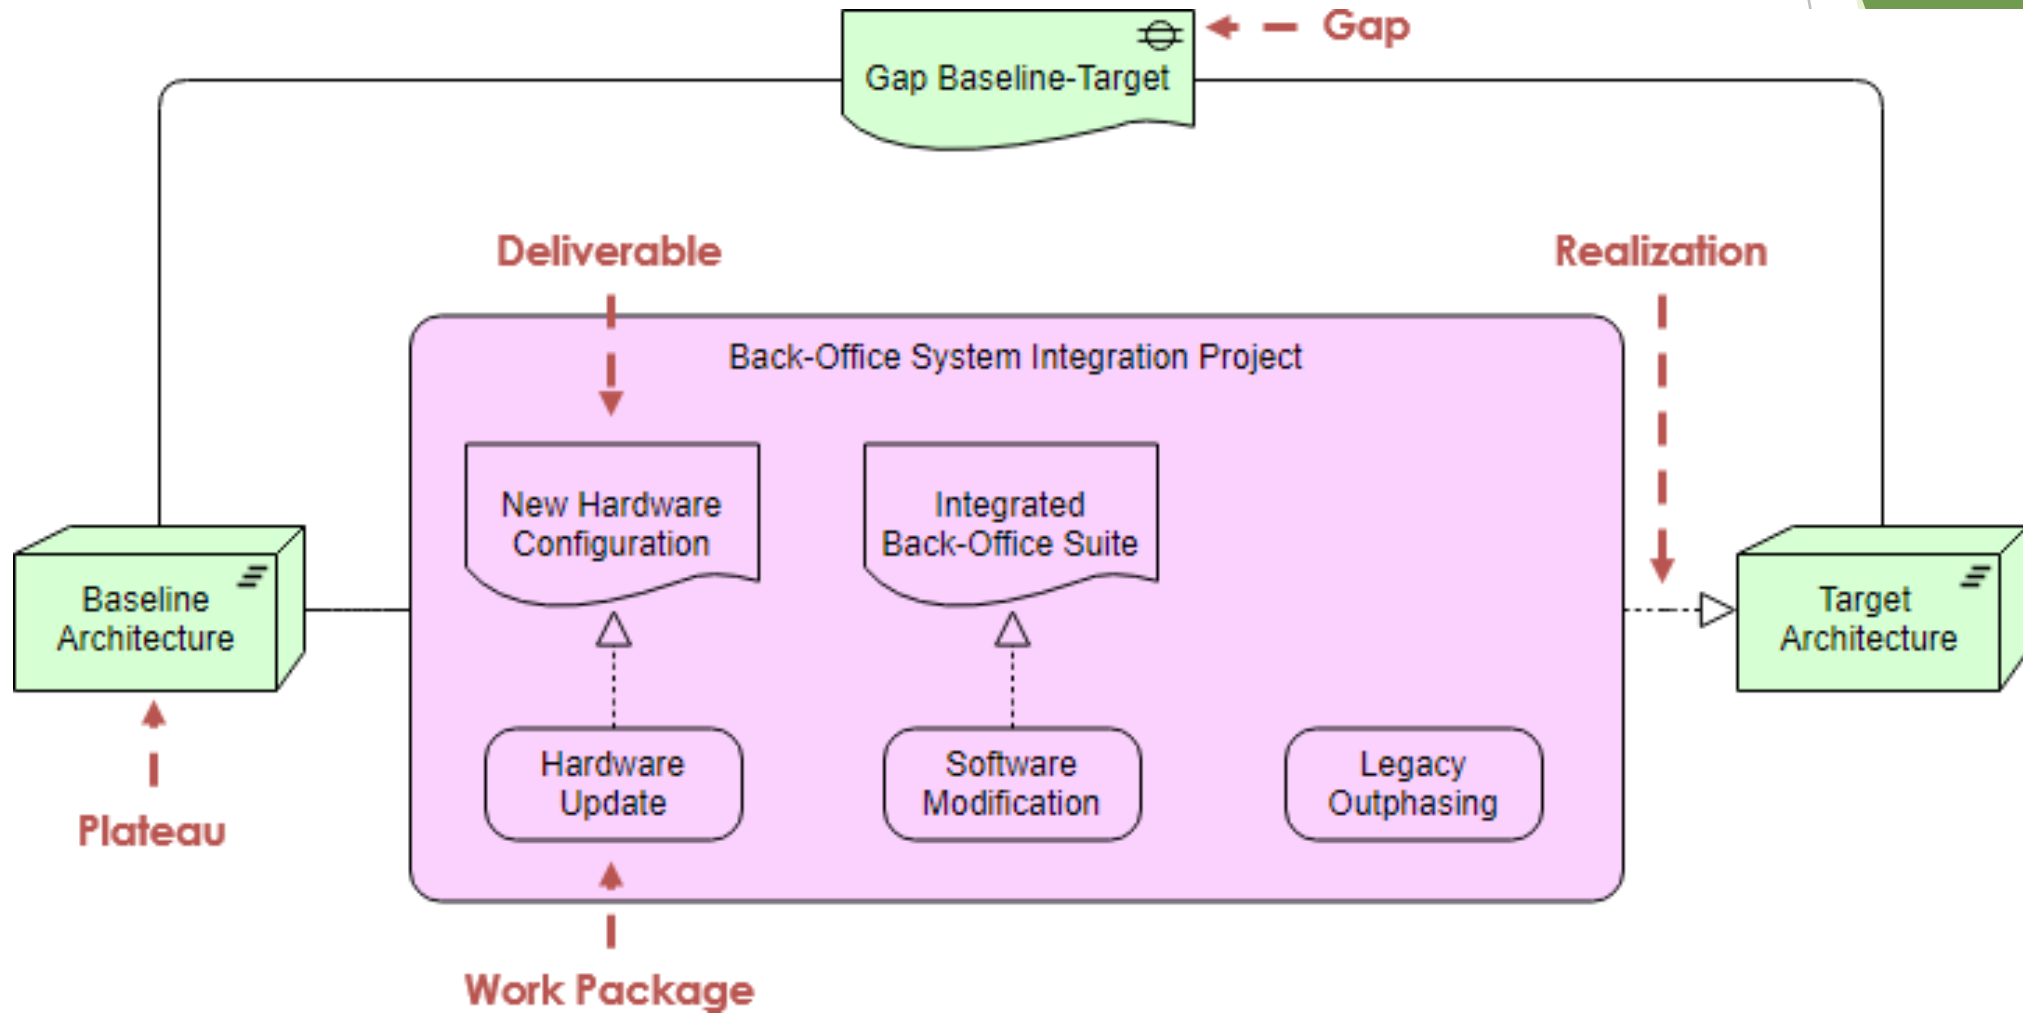 Gap
Gap Baseline-Target
Deliverable
Realization
Back-Office System Integration Project
New Hardware
Configuration
Integrated
Back-Office Suite
Baseline
Architecture
Target
Architecture
Hardware
Update
Software
Modification
Legacy
Outphasing
Plateau
Work Package